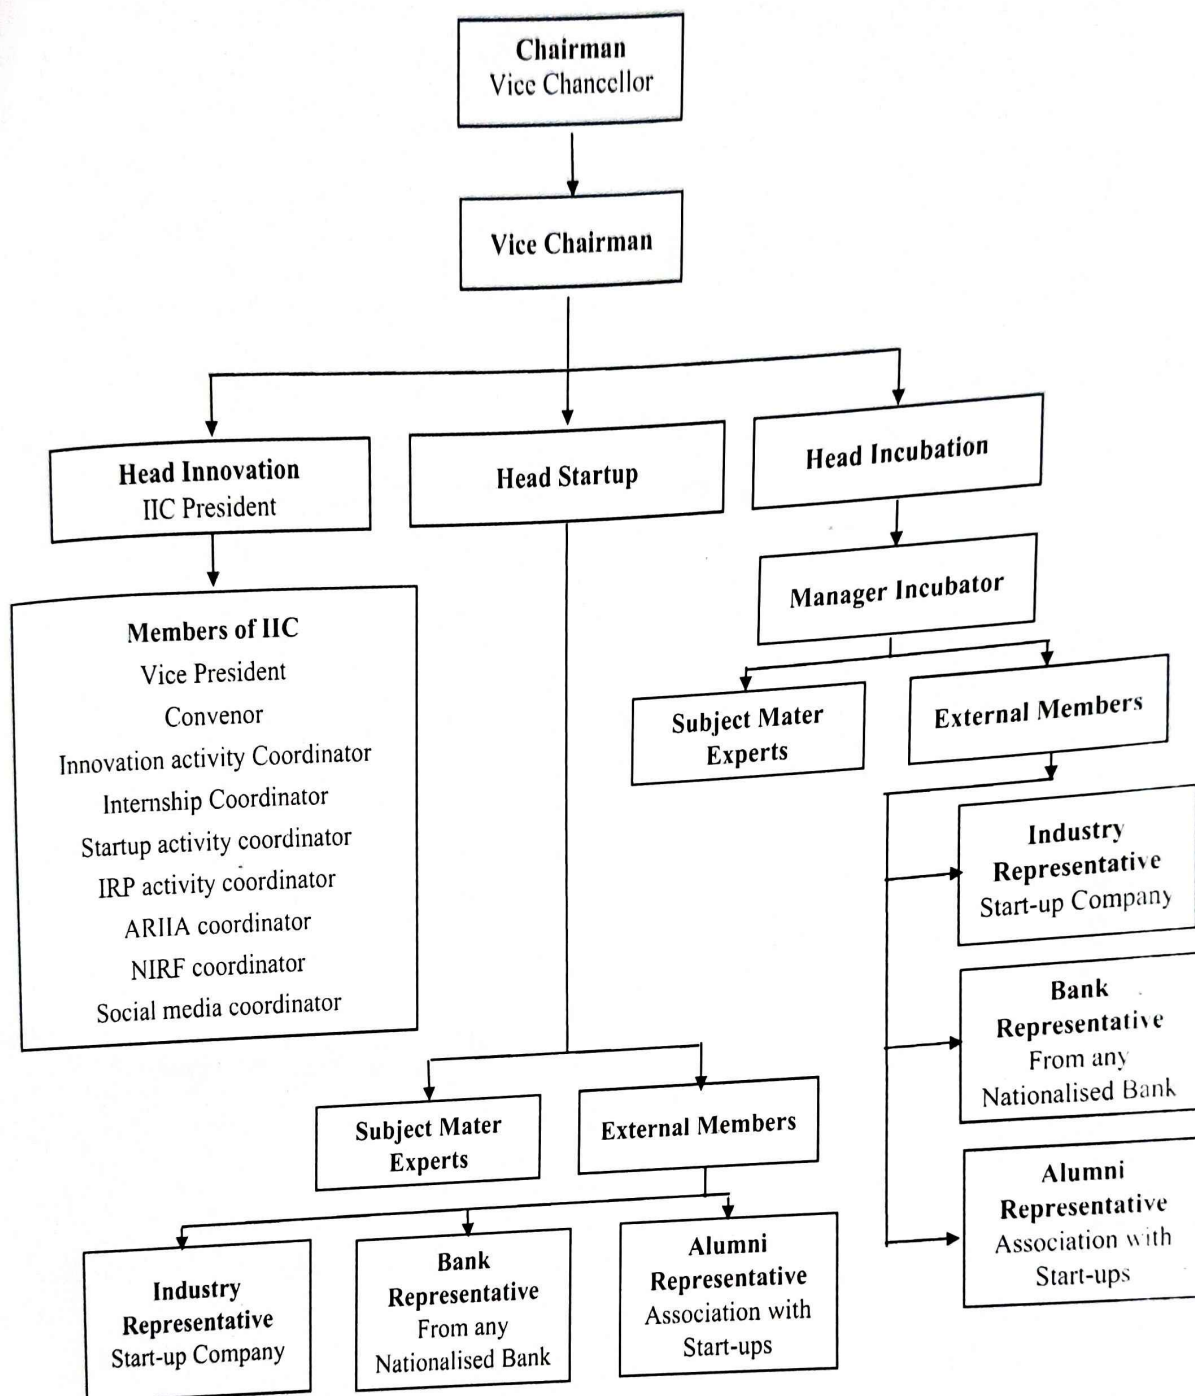 Chairman
Vice Chancellor
Vice Chairman
Head Innovation
IIC President
Head Startup
Head Incubation
Manager Incubator
Members of IIC
Vice President
Convenor
Innovation activity Coordinator
Internship Coordinator
Startup activity coordinator
IRP activity coordinator
ARIIA coordinator
NIRF coordinator
Social media coordinator
Subject Mater
Experts
External Members
Industry
Representative
Start-up Company
Bank
Representative
From any
Nationalised Bank
Alumni
Representative
Association with
Start-ups
Subject Mater
Experts
External Members
Industry
Representative
Start-up Company
Bank
Representative
From any
Nationalised Bank
Alumni
Representative
Association with
Start-ups